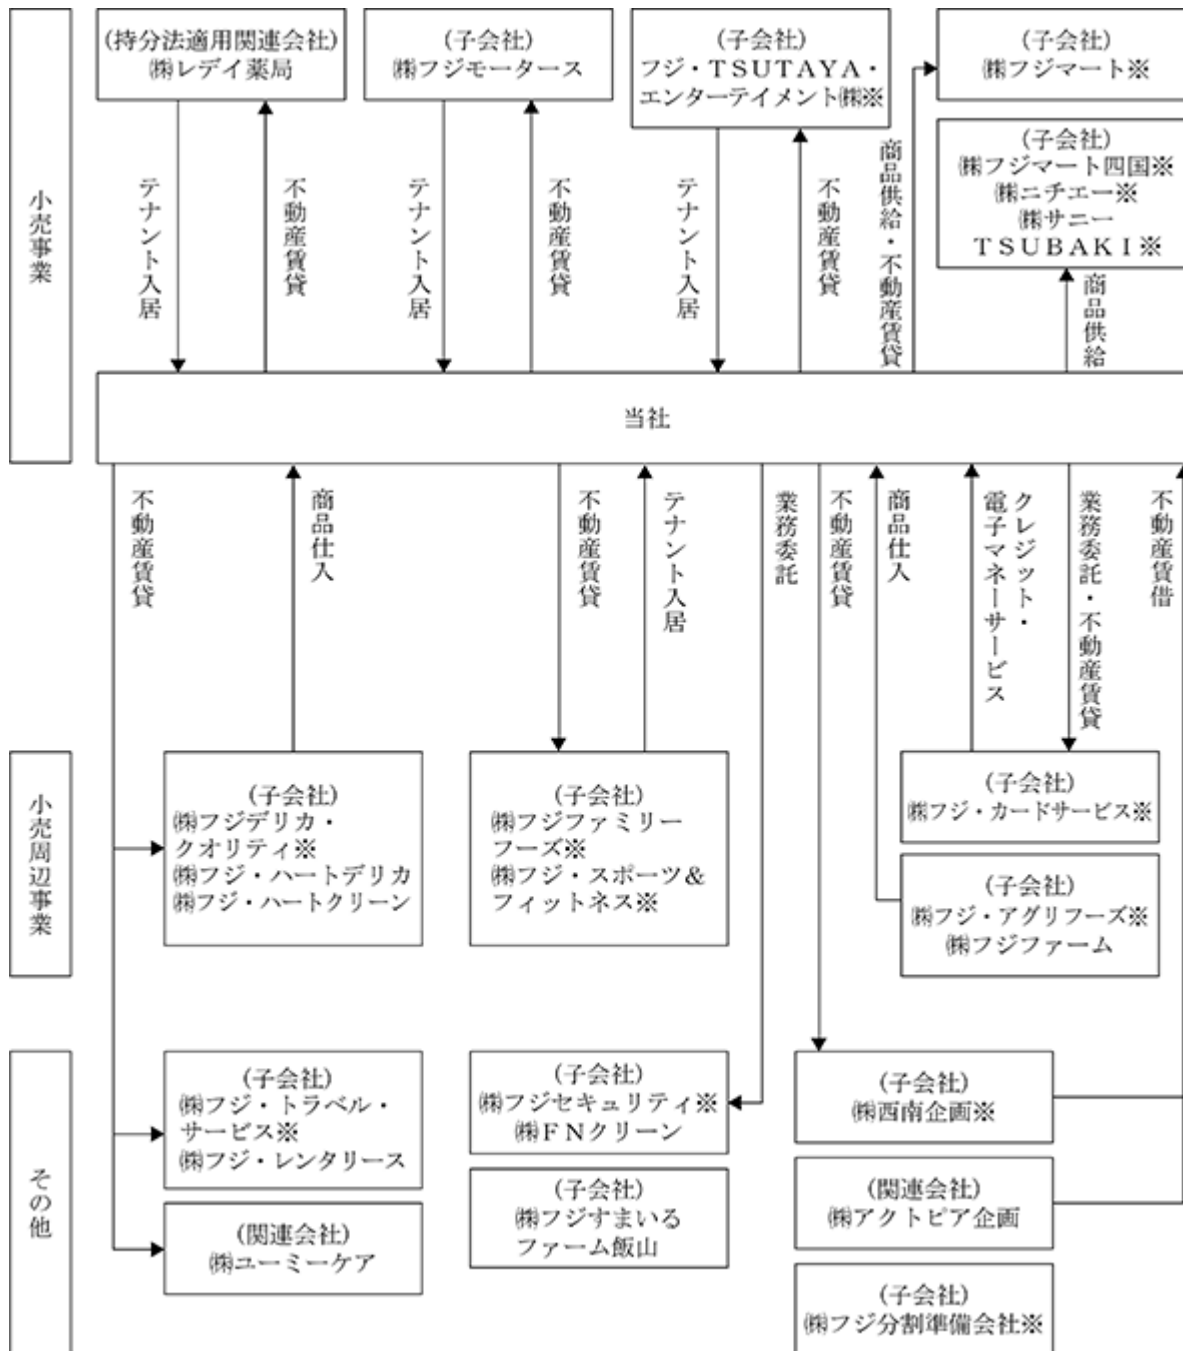 小売事業
(持分法適用関連会社)
㈱レデイ薬局
(子会社)
㈱フジモータース
(子会社)
フジ・TSUTAYA・
エンターテイメント㈱※
(子会社)
㈱フジマート※
(子会社)
㈱フジマート四国※
㈱ニチエー※
㈱サニー
TSUBAKI※
テナント入居
不動産賃貸
テナント入居
不動産賃貸
テナント入居
不動産賃貸
商品供給・不動産賃貸
商品供給
当社
不動産賃貸
商品仕入
不動産賃貸
テナント入居
業務委託
不動産賃貸
商品仕入
クレジット・
電子マネーサービス
業務委託・不動産賃貸
不動産賃借
小売周辺事業
(子会社)
㈱フジデリカ・
クオリティ※
㈱フジ・ハートデリカ
㈱フジ・ハートクリーン
(子会社)
㈱フジファミリー
フーズ※
㈱フジ・スポーツ&
フィットネス※
(子会社)
㈱フジ・カードサービス※
(子会社)
㈱フジ・アグリフーズ※
㈱フジファーム
その他
(子会社)
㈱フジ・トラベル・
サービス※
㈱フジ・レンタリース
(関連会社)
㈱ユーミーケア
(子会社)
㈱フジセキュリティ※
㈱FNクリーン
(子会社)
㈱フジすまいる
ファーム飯山
(子会社)
㈱西南企画※
(関連会社)
㈱アクトピア企画
(子会社)
㈱フジ分割準備会社※